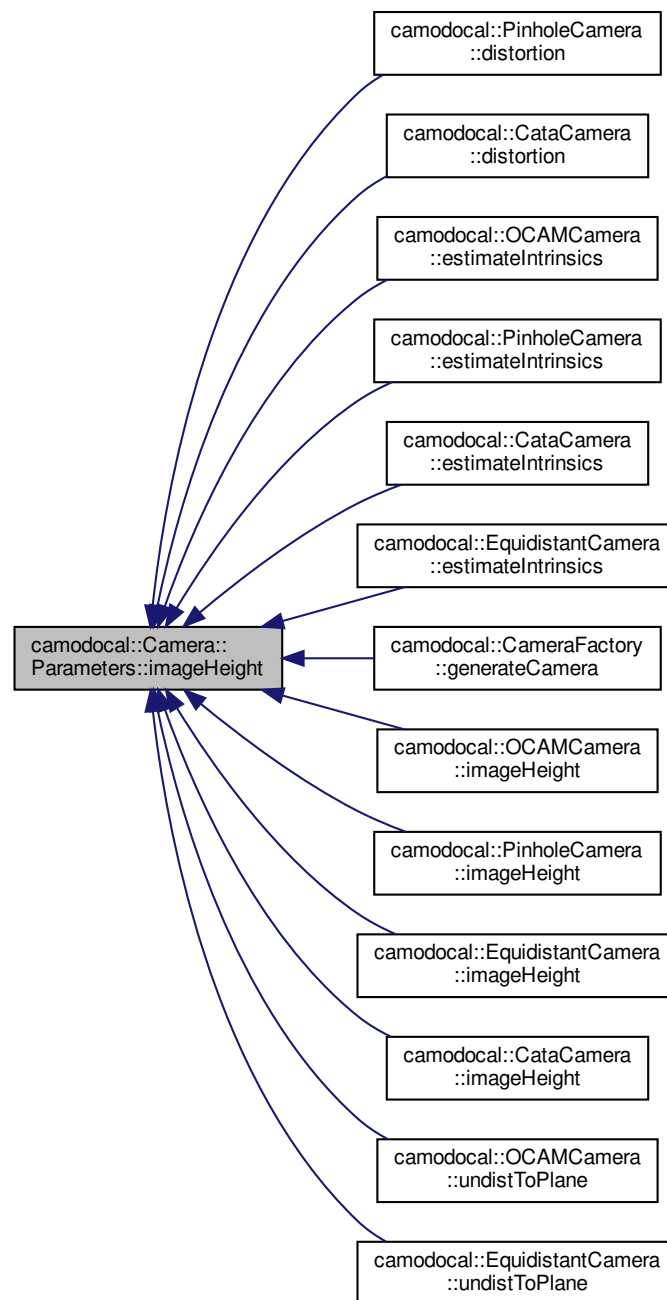 camodocal::PinholeCamera
::distortion
camodocal::CataCamera
::distortion
camodocal::OCAMCamera
::estimateIntrinsics
camodocal::PinholeCamera
::estimateIntrinsics
camodocal::CataCamera
::estimateIntrinsics
camodocal::EquidistantCamera
::estimateIntrinsics
camodocal::Camera::
Parameters::imageHeight
camodocal::CameraFactory
::generateCamera
camodocal::OCAMCamera
::imageHeight
camodocal::PinholeCamera
::imageHeight
camodocal::EquidistantCamera
::imageHeight
camodocal::CataCamera
::imageHeight
camodocal::OCAMCamera
::undistToPlane
camodocal::EquidistantCamera
::undistToPlane